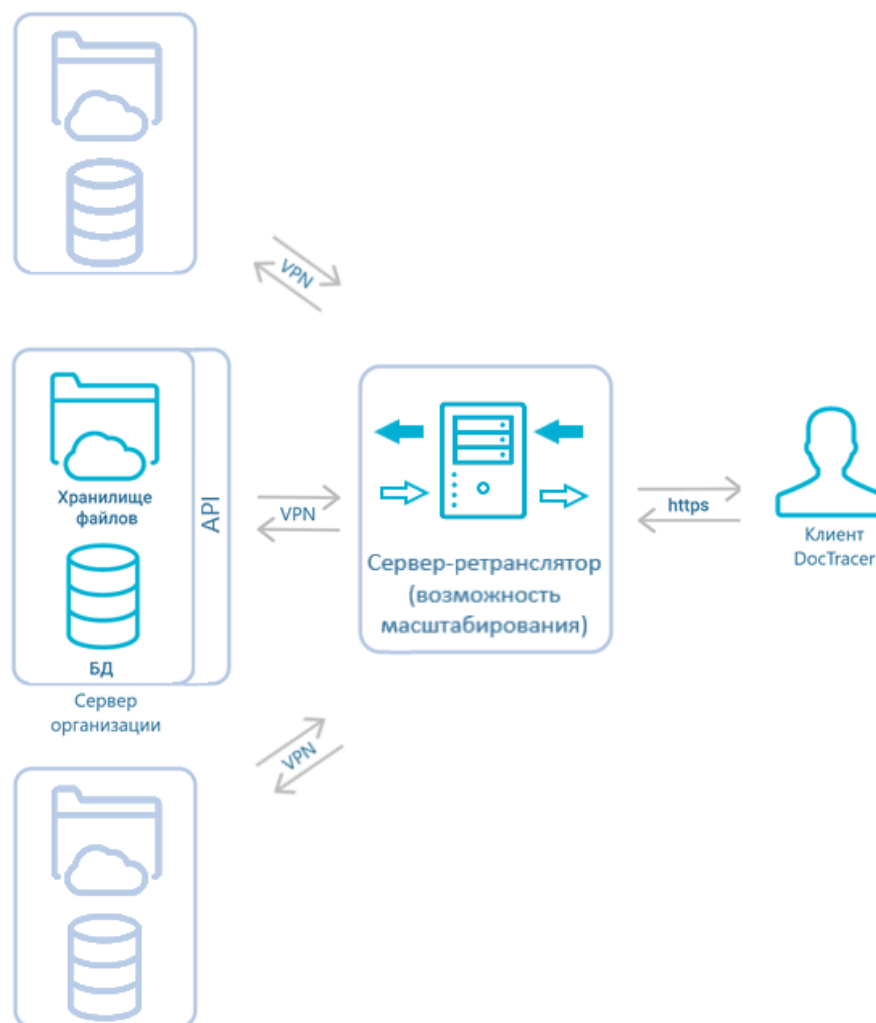 VPN
Хранилище
файлов
API
VPN
БД
Сервер
организации
Сервер-ретранслятор
(возможность
масштабирования)
https
Клиент
DocTracer
VPN